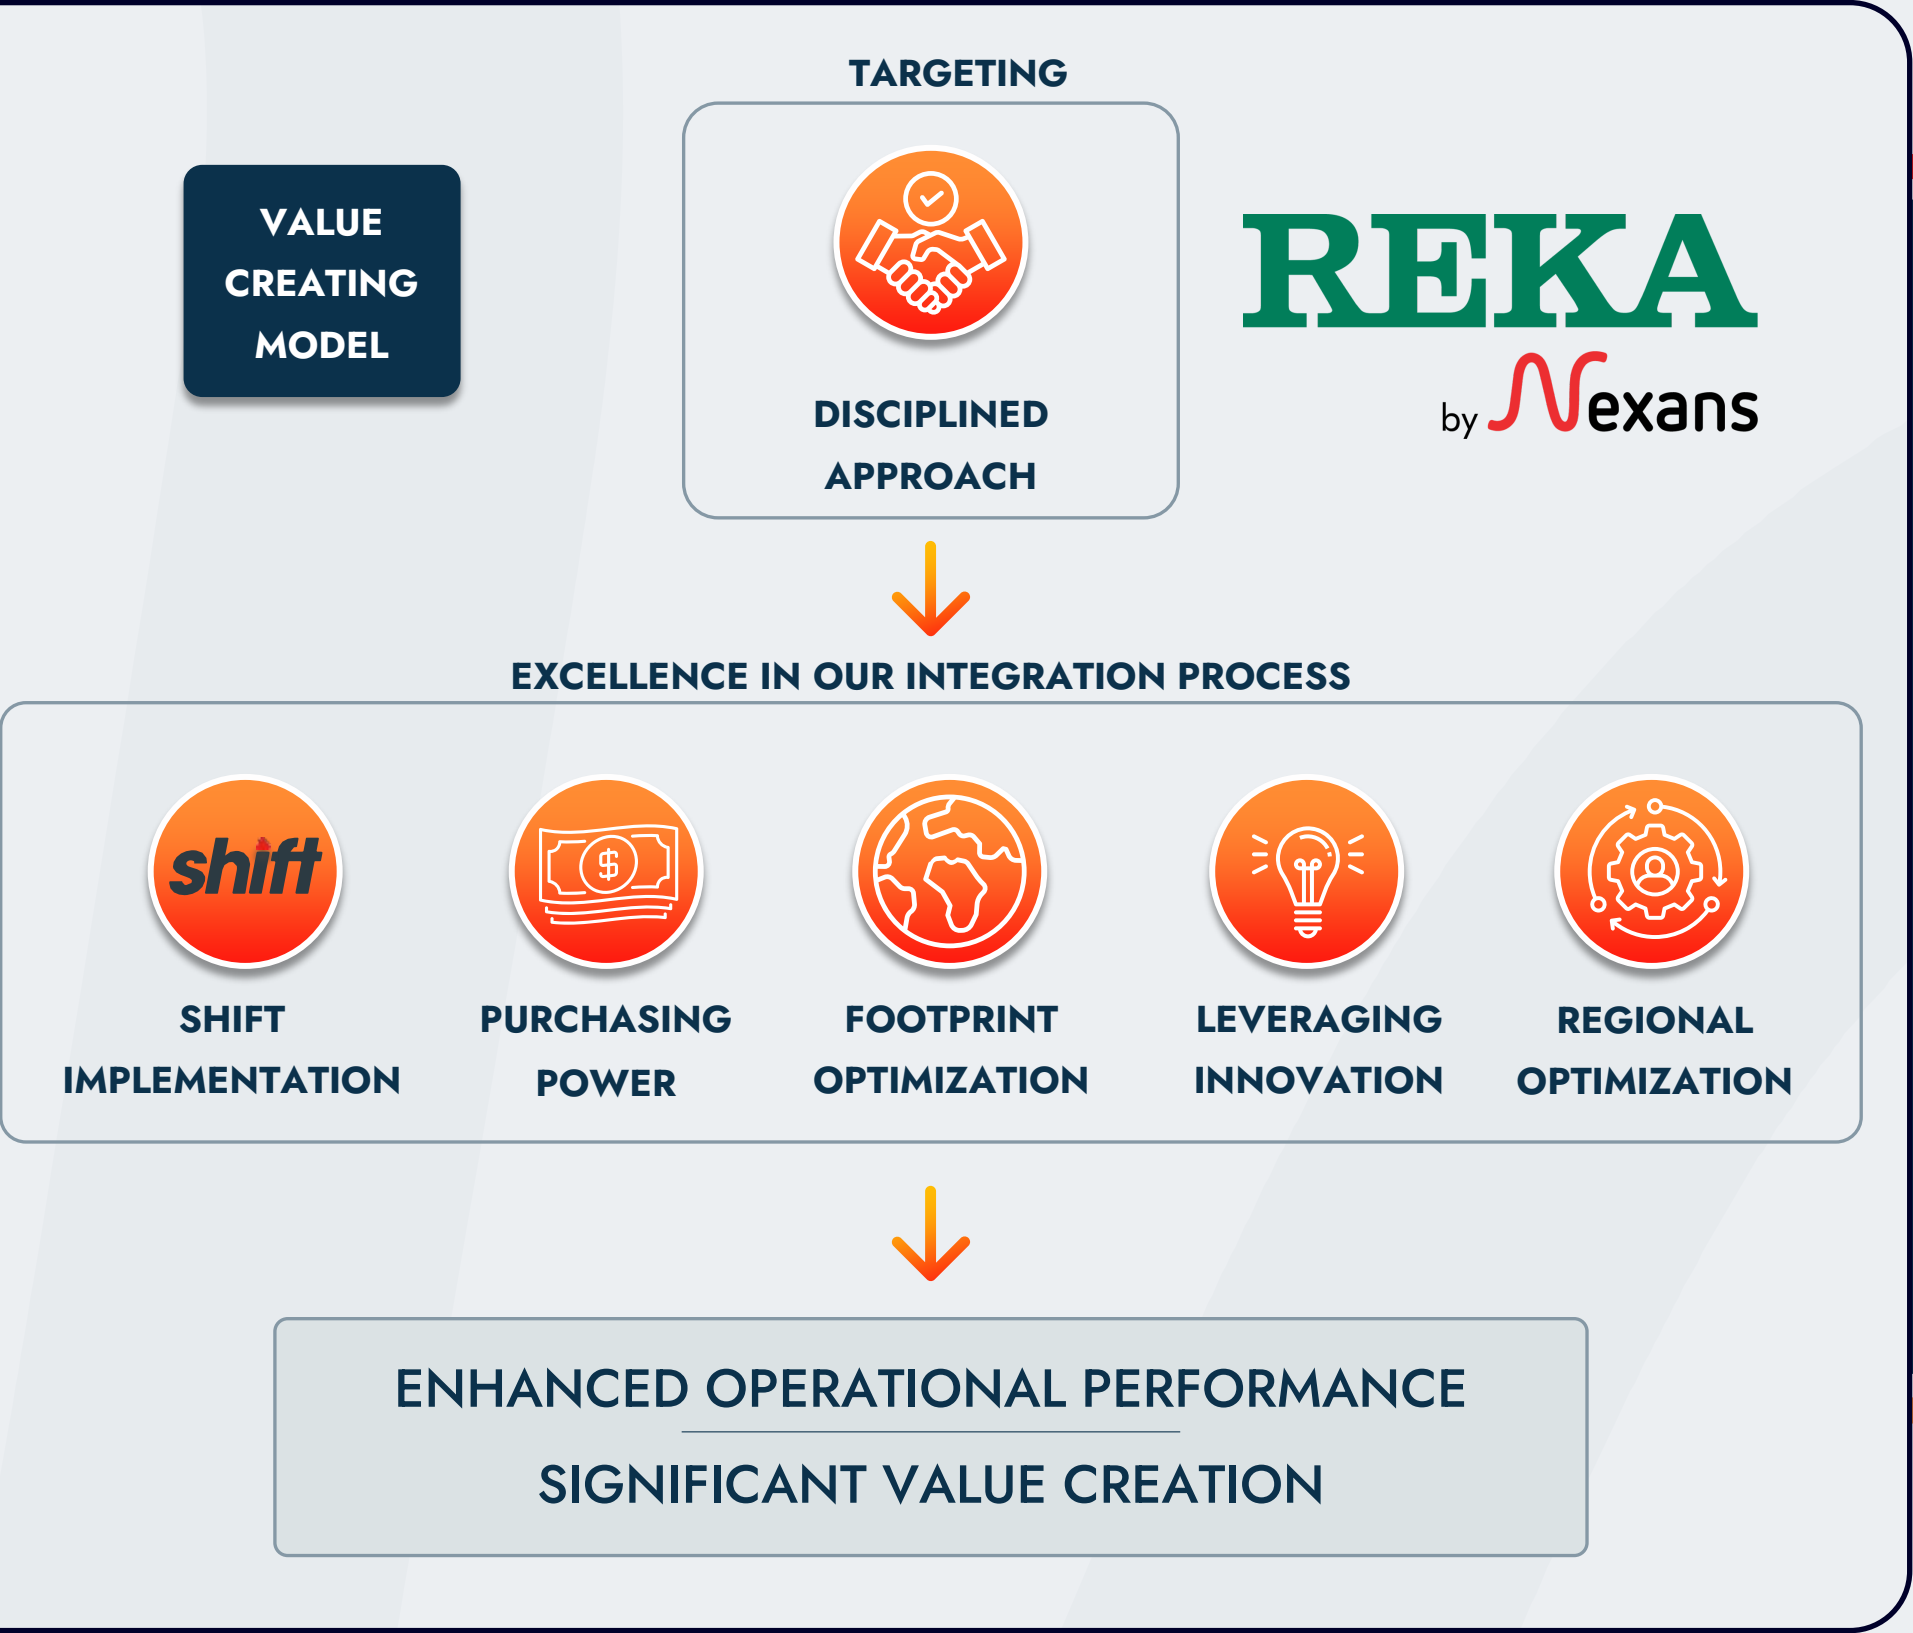 TARGETING
VALUE
CREATING
MODEL
DISCIPLINED
APPROACH
REKA
by Nexans
EXCELLENCE IN OUR INTEGRATION PROCESS
shift
$
SHIFT
IMPLEMENTATION
PURCHASING
POWER
FOOTPRINT
OPTIMIZATION
LEVERAGING
INNOVATION
REGIONAL
OPTIMIZATION
ENHANCED OPERATIONAL PERFORMANCE
SIGNIFICANT VALUE CREATION